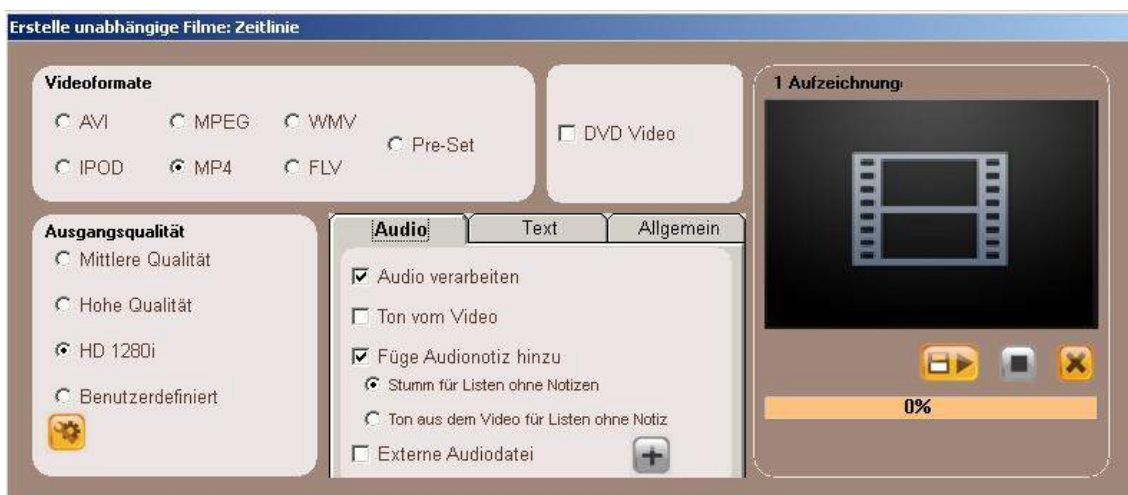 Erstelle unabhängige Filme: Zeitlinie
Videoformate
AVI
MPEG
WMV
Pre-Set
IPOD
MP4
FLV
DVD Video
Ausgangsqualität
Mittlere Qualität
Hohe Qualität
HD 1280i
Benutzerdefiniert
Audio
Text
Allgemein
Audio verarbeiten
Ton vom Video
Füge Audionotiz hinzu
Stumm für Listen ohne Notizen
Ton aus dem Video für Listen ohne Notiz
Externe Audiodatei
1 Aufzeichnung:
0%